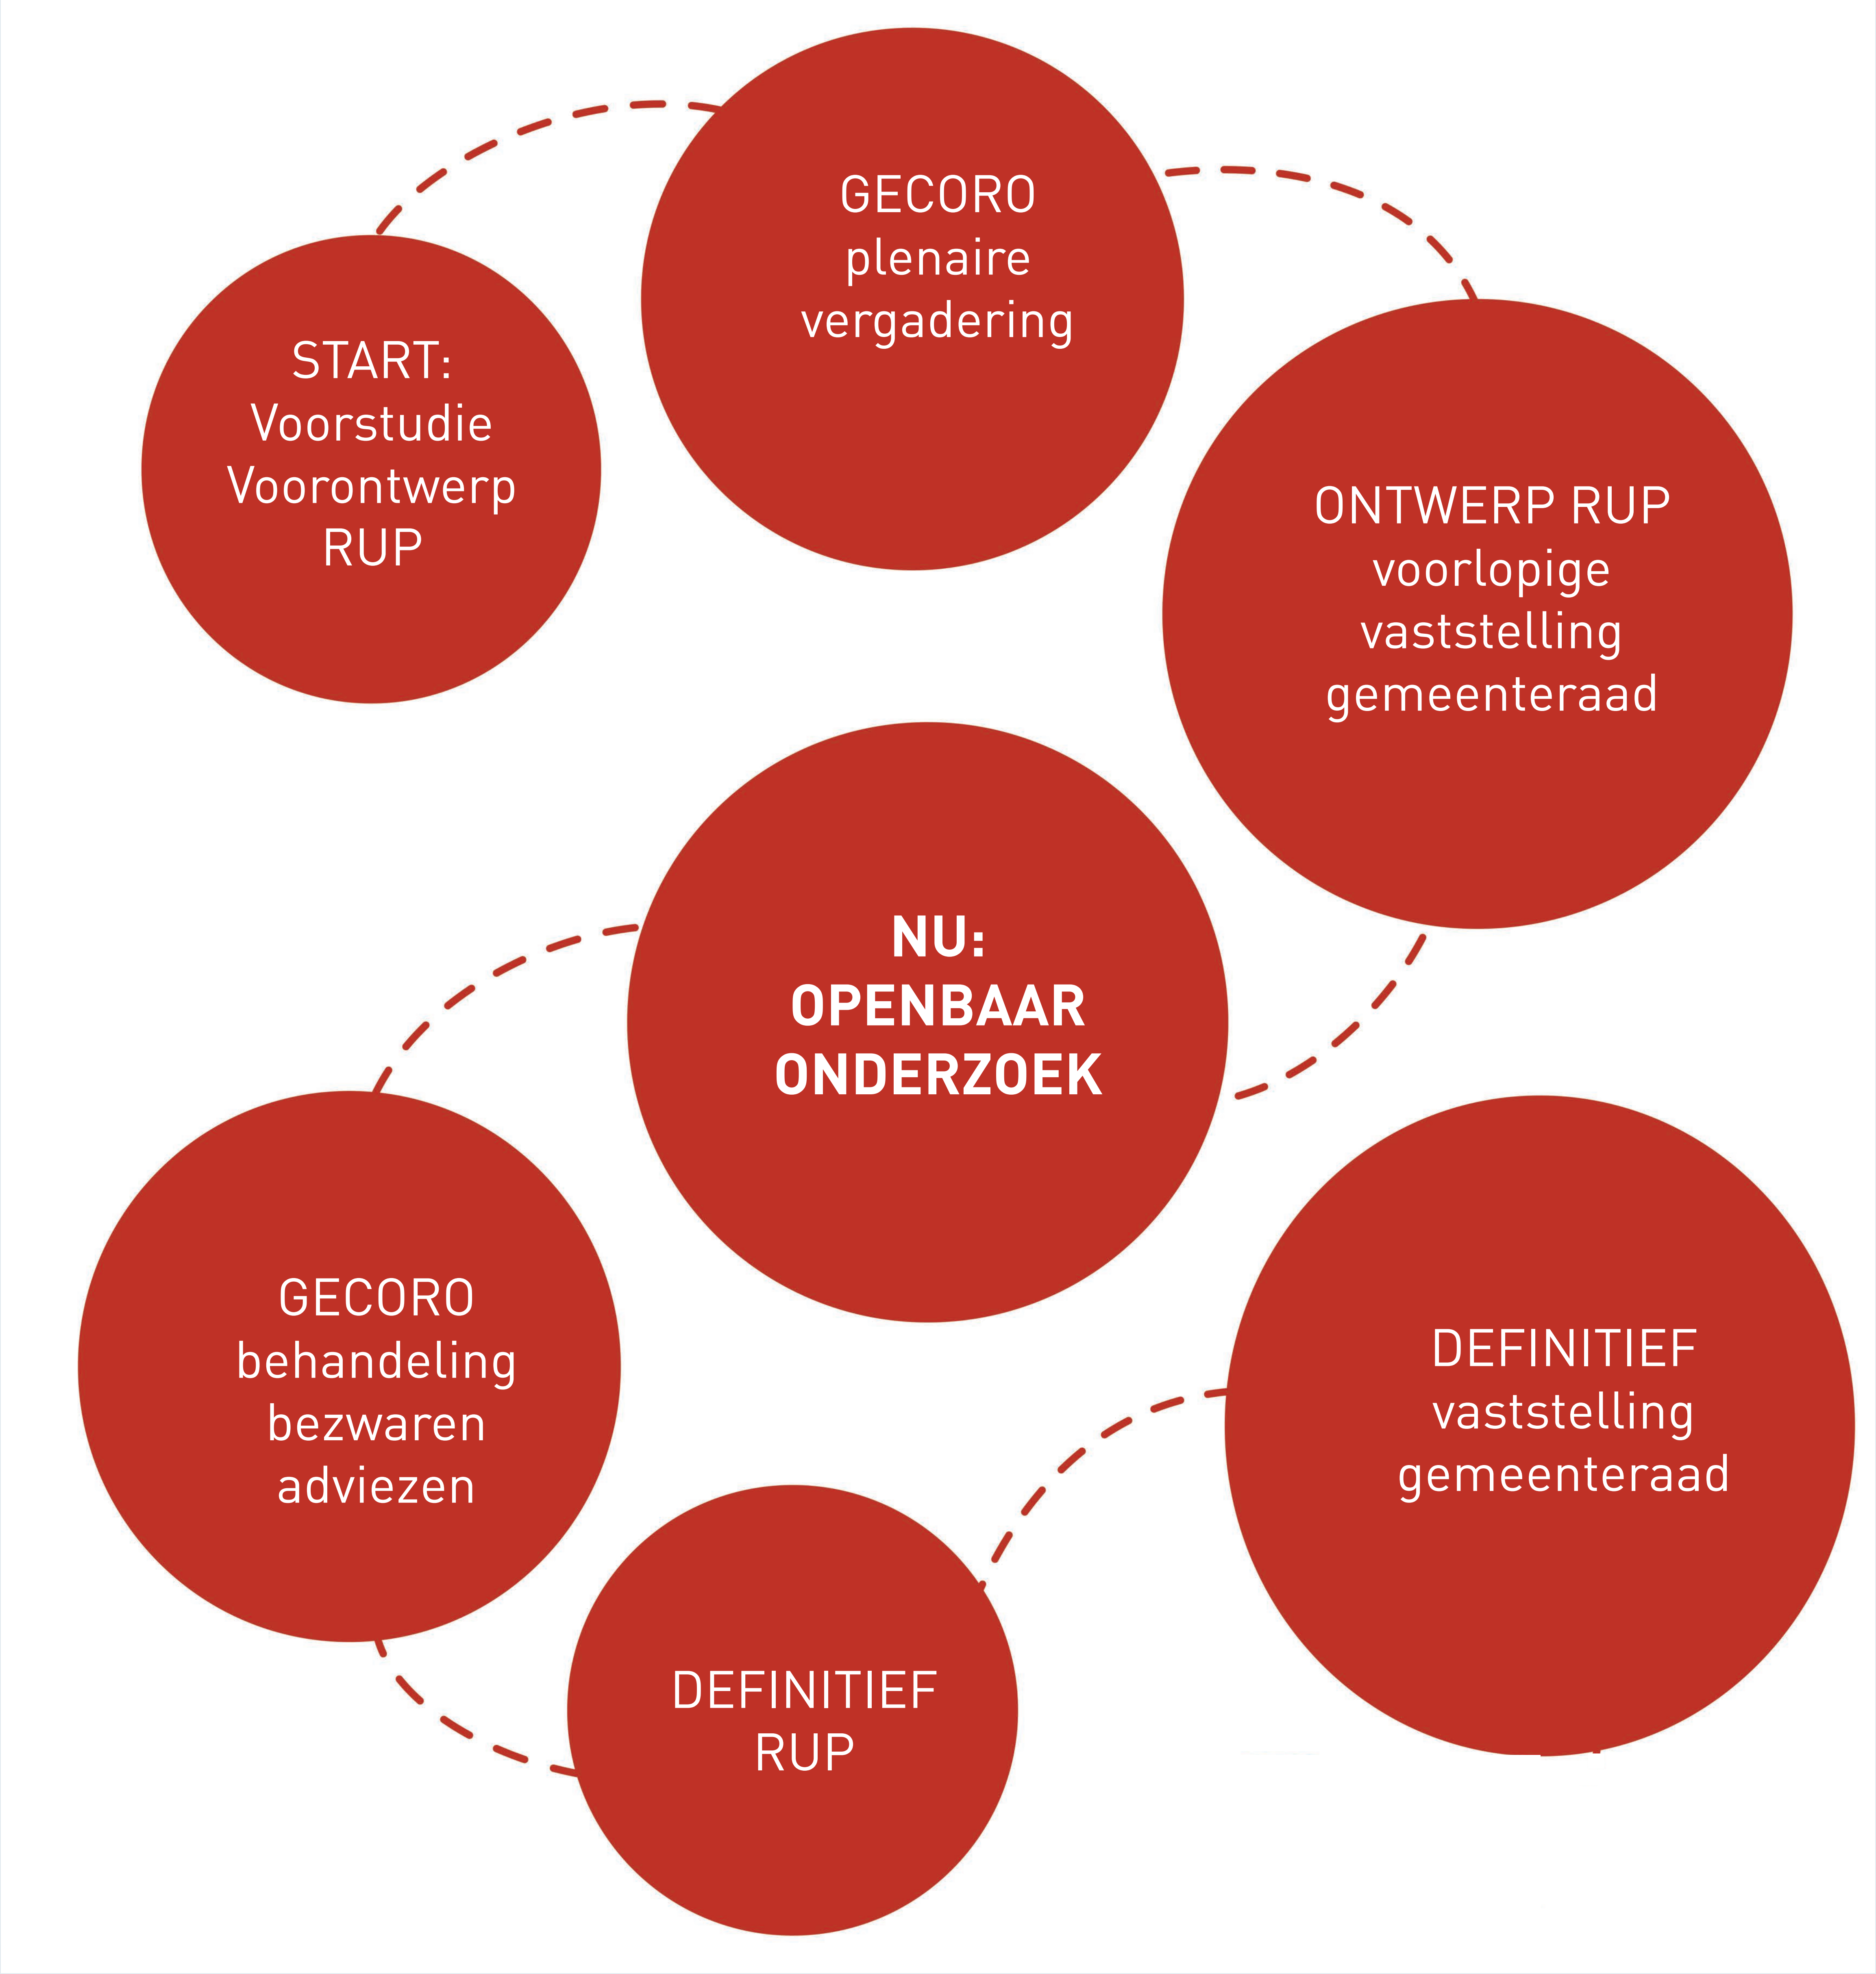 START:
Voorstudie
Voorontwerp
RUP
GECORO
plenaire
vergadering
ONTWERP RUP
voorlopige
vaststelling
gemeenteraad
NU:
OPENBAAR
ONDERZOEK
GECORO
behandeling
bezwaren
adviezen
DEFINITIEF
RUP
DEFINITIEF
vaststelling
gemeenteraad